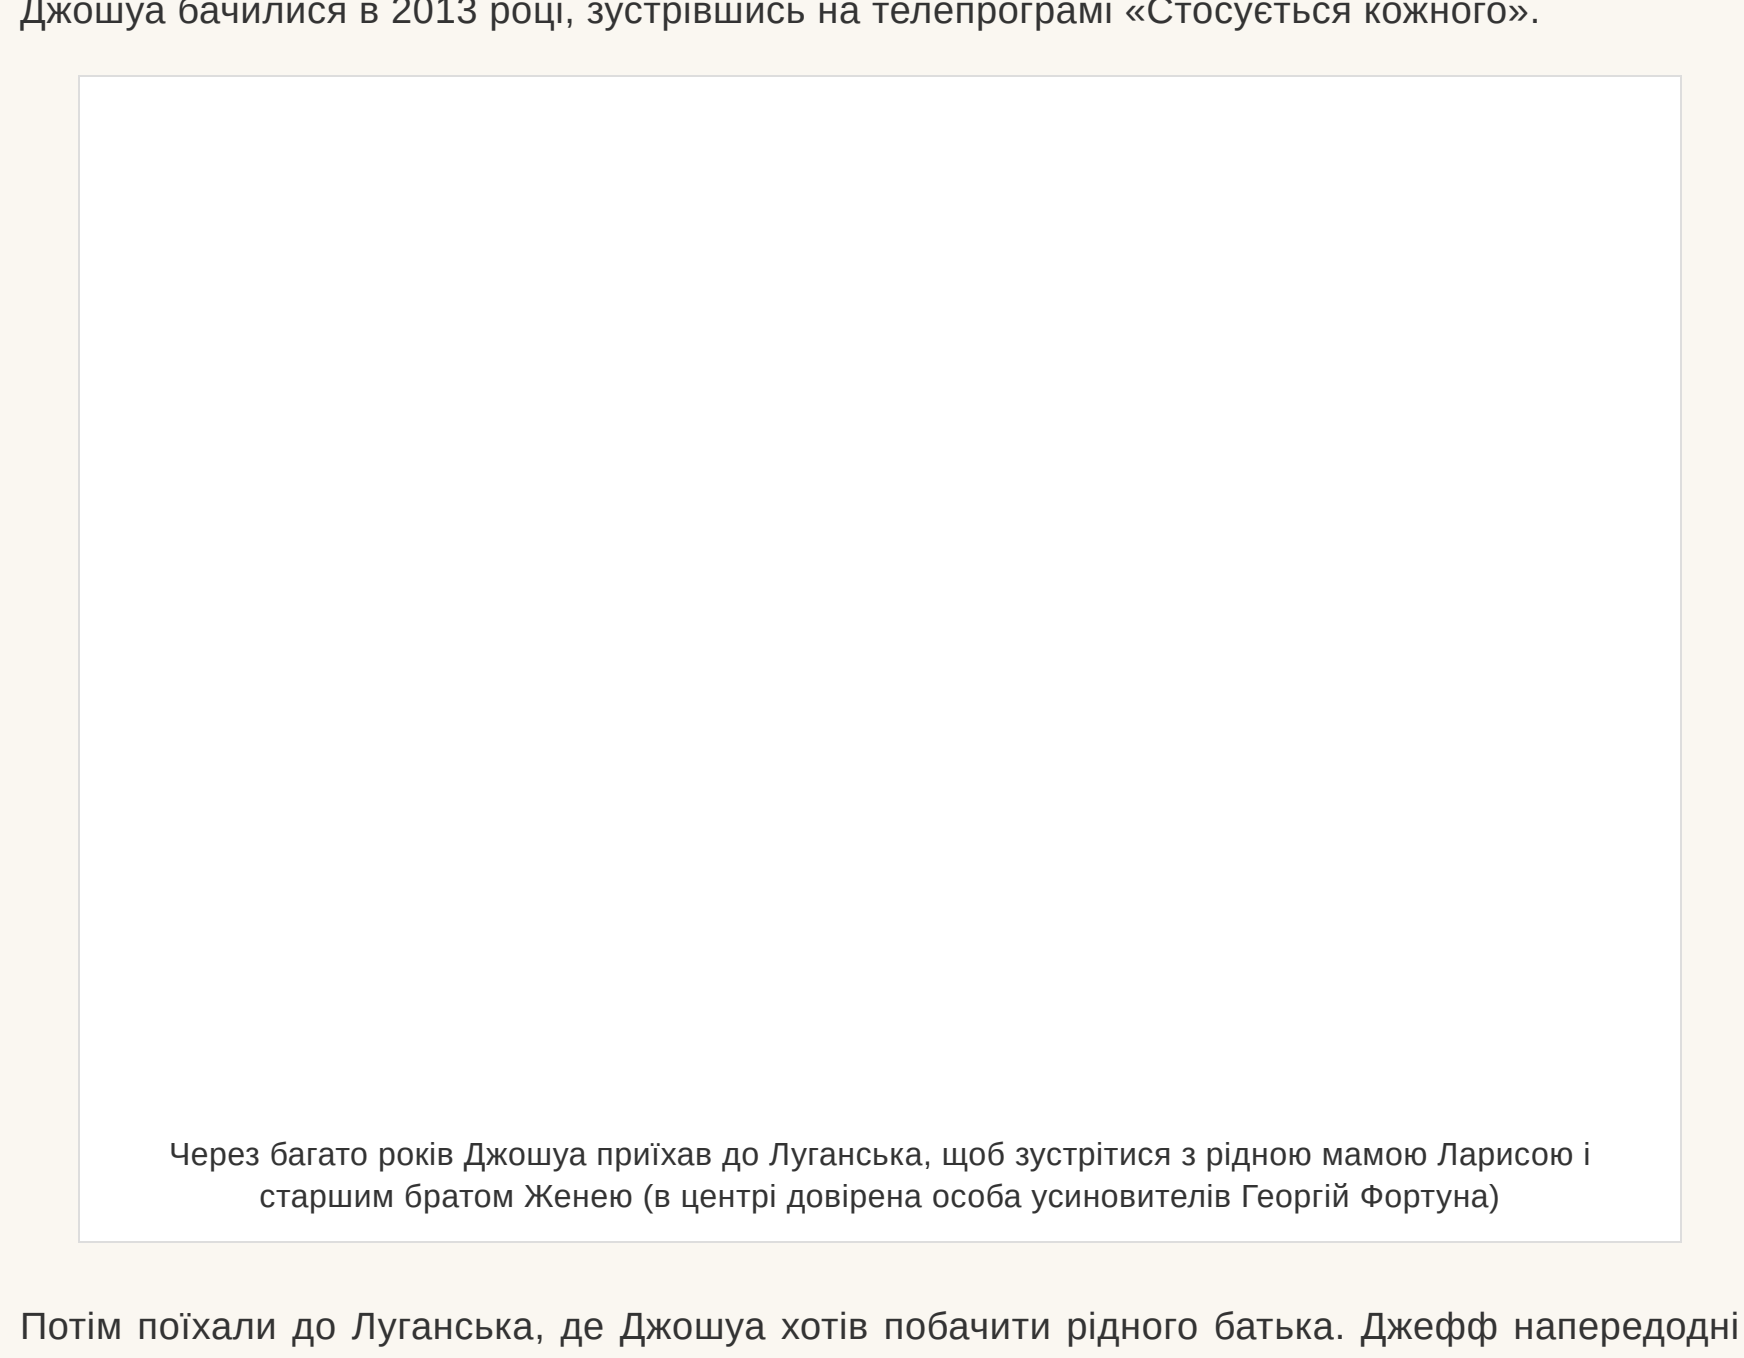 Джошуа бачилися в 2013 році, зустрівшись на телепрограмі «Стосується кожного».
Через багато років Джошуа приїхав до Луганська, щоб зустрітися з рідною мамою Ларисою і
старшим братом Женею (в центрі довірена особа усиновителів Георгій Фортуна)
Потім поїхали до Луганська, де Джошуа хотів побачити рідного батька. Джефф напередодні